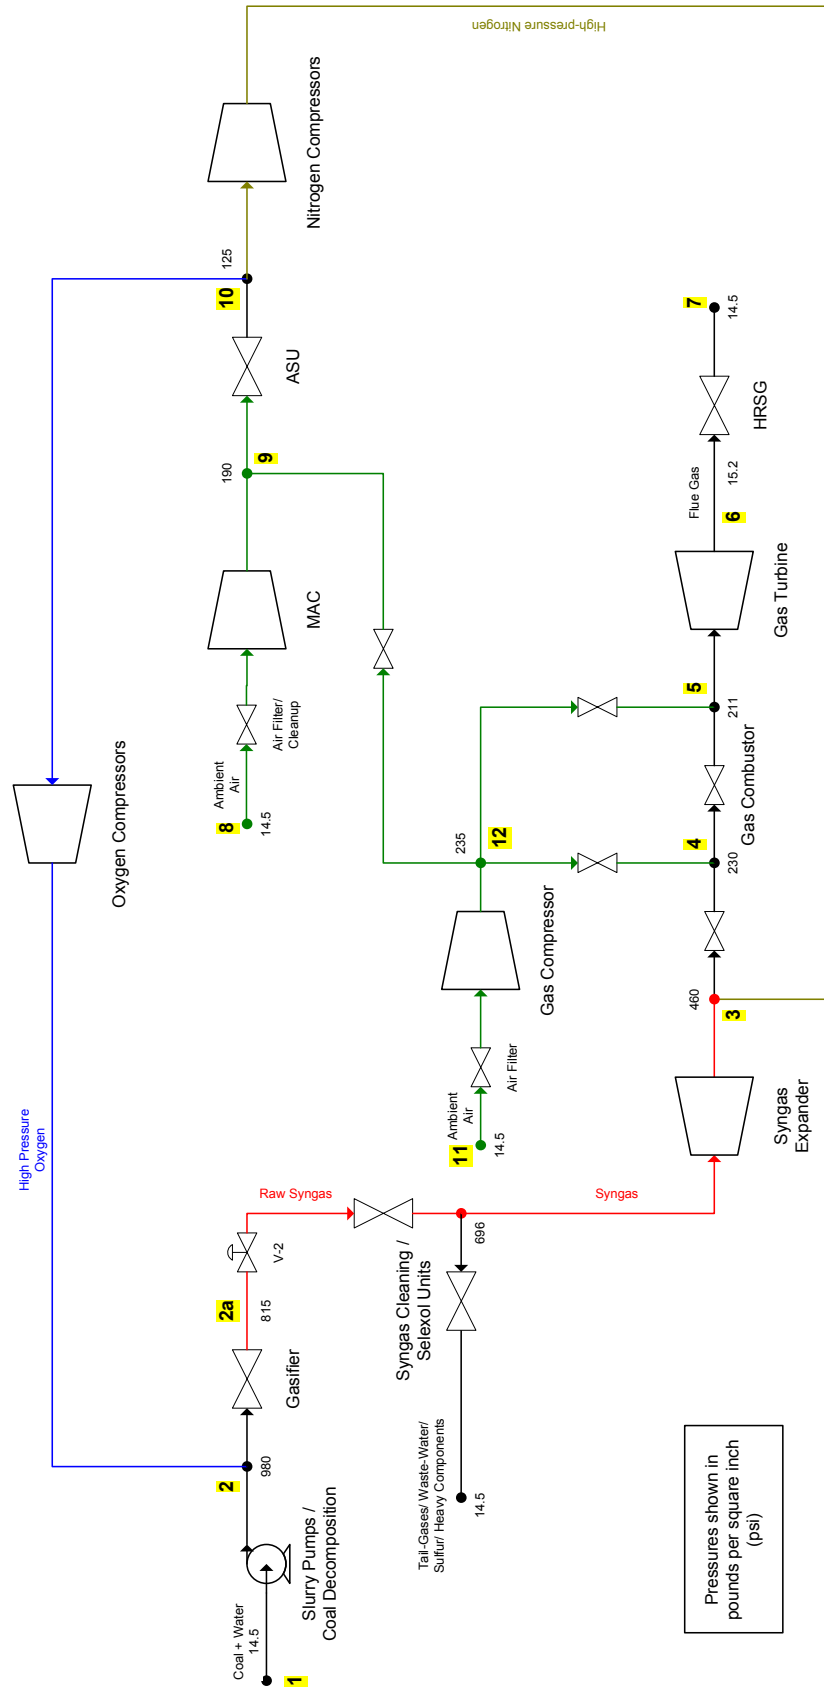 High-pressure Nitrogen
Nitrogen Compressors
125
10
ASU
190
9
MAC
Air Filter/
Cleanup
Ambient
Air
8
14.5
Oxygen Compressors
High Pressure
Oxygen
7
14.5
HRSG
Flue Gas
15.2
6
Gas Turbine
5
211
Gas Combustor
4
230
235
12
Gas Compressor
Air Filter
Ambient
Air
11
14.5
460
3
Syngas
Expander
Syngas
Raw Syngas
V-2
2a
815
Gasifier
696
Syngas Cleaning /
Selexol Units
Tail-Gases/ Waste-Water/
Sulfur/ Heavy Components
14.5
2
980
Slurry Pumps /
Coal Decomposition
Coal + Water
14.5
1
Pressures shown in
pounds per square inch
(psi)